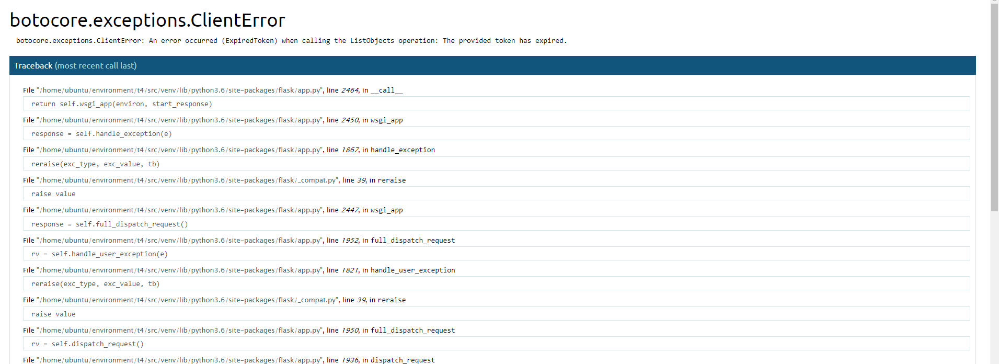 botocore.exceptions.ClientError
botocore.exceptions.ClientError: An error occurred (ExpiredToken) when calling the ListObjects operation: The provided token has expired.
Traceback (most recent call last)
File "/home/ubuntu/environment/t4/src/venv/lib/python3.6/site-packages/flask/app.py", line 2464, in __call__
return self.wsgi_app(environ, start_response)
File "/home/ubuntu/environment/t4/src/venv/lib/python3.6/site-packages/flask/app.py", line 2450, in wsgi_app
response = self.handle_exception(e)
File "/home/ubuntu/environment/t4/src/venv/lib/python3.6/site-packages/flask/app.py", line 1867, in handle_exception
reraise(exc_type, exc_value, tb)
File "/home/ubuntu/environment/t4/src/venv/lib/python3.6/site-packages/flask/_compat.py", line 39, in reraise
raise value
File "/home/ubuntu/environment/t4/src/venv/lib/python3.6/site-packages/flask/app.py", line 2447, in wsgi_app
response = self.full_dispatch_request()
File "/home/ubuntu/environment/t4/src/venv/lib/python3.6/site-packages/flask/app.py", line 1952, in full_dispatch_request
rv = self.handle_user_exception(e)
File "/home/ubuntu/environment/t4/src/venv/lib/python3.6/site-packages/flask/app.py", line 1821, in handle_user_exception
reraise(exc_type, exc_value, tb)
File "/home/ubuntu/environment/t4/src/venv/lib/python3.6/site-packages/flask/_compat.py", line 39, in reraise
raise value
File "/home/ubuntu/environment/t4/src/venv/lib/python3.6/site-packages/flask/app.py", line 1950, in full_dispatch_request
rv = self.dispatch_request()
File "/home/ubuntu/environment/t4/src/venv/lib/python3.6/site-packages/flask/app.py", line 1936, in dispatch_request